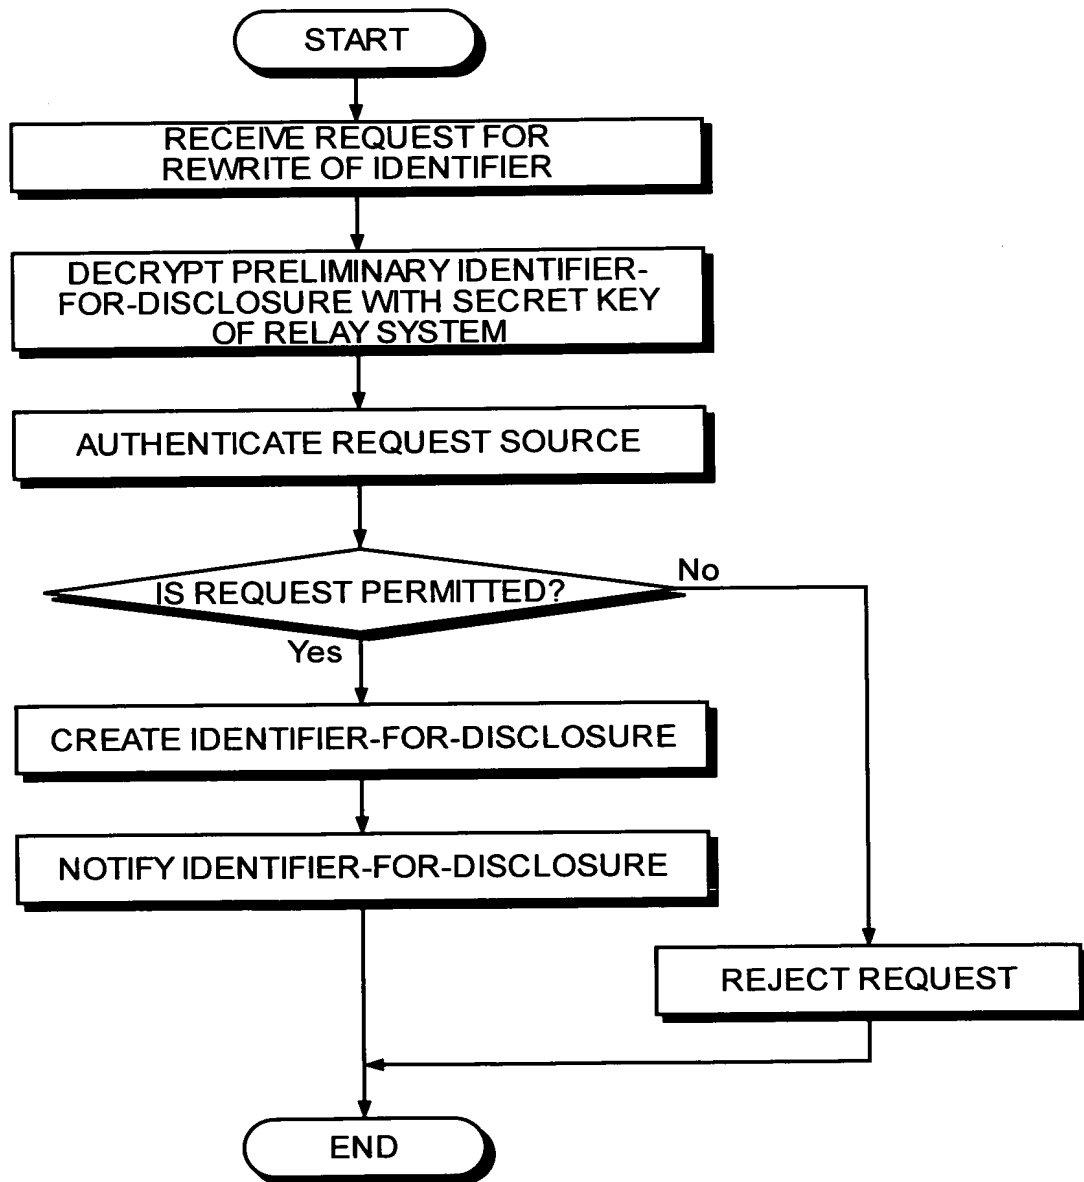 START
RECEIVE REQUEST FOR
REWRITE OF IDENTIFIER
DECRYPT PRELIMINARY IDENTIFIER-
FOR-DISCLOSURE WITH SECRET KEY
OF RELAY SYSTEM
AUTHENTICATE REQUEST SOURCE
IS REQUEST PERMITTED?
No
Yes
CREATE IDENTIFIER-FOR-DISCLOSURE
NOTIFY IDENTIFIER-FOR-DISCLOSURE
REJECT REQUEST
END